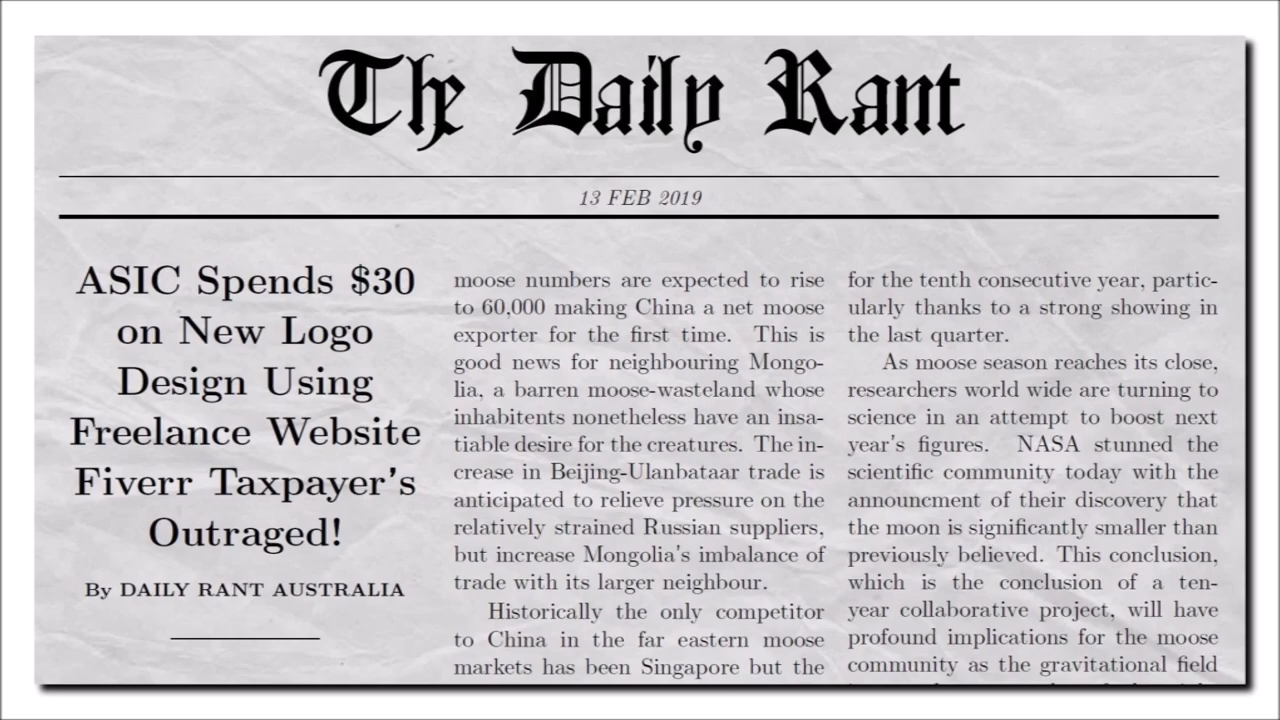 The Daily Rant
13 FEB 2019
ASIC Spends $30
on New Logo
Design Using
Freelance Website
Fiverr Taxpayer's
Outraged!
By DAILY RANT AUSTRALIA
moose numbers are expected to rise
to 60,000 making China a net moose
exporter for the first time. This is
good news for neighbouring Mongo-
lia, a barren moose-wasteland whose
inhabitents nonetheless have an insa-
tiable desire for the creatures. The in-
crease in Beijing-Ulanbataar trade is
anticipated to relieve pressure on the
relatively strained Russian suppliers,
but increase Mongolia's imbalance of
trade with its larger neighbour.
Historically the only competitor
to China in the far eastern moose
markets has been Singapore but the
for the tenth consecutive year, partic-
ularly thanks to a strong showing in
the last quarter.
As moose season reaches its close,
researchers world wide are turning to
science in an attempt to boost next
year's figures. NASA stunned the
scientific community today with the
announcment of their discovery that
the moon is significantly smaller than
previously believed. This conclusion,
which is the conclusion of a ten-
year collaborative project, will have
profound implications for the moose
community as the gravitational field